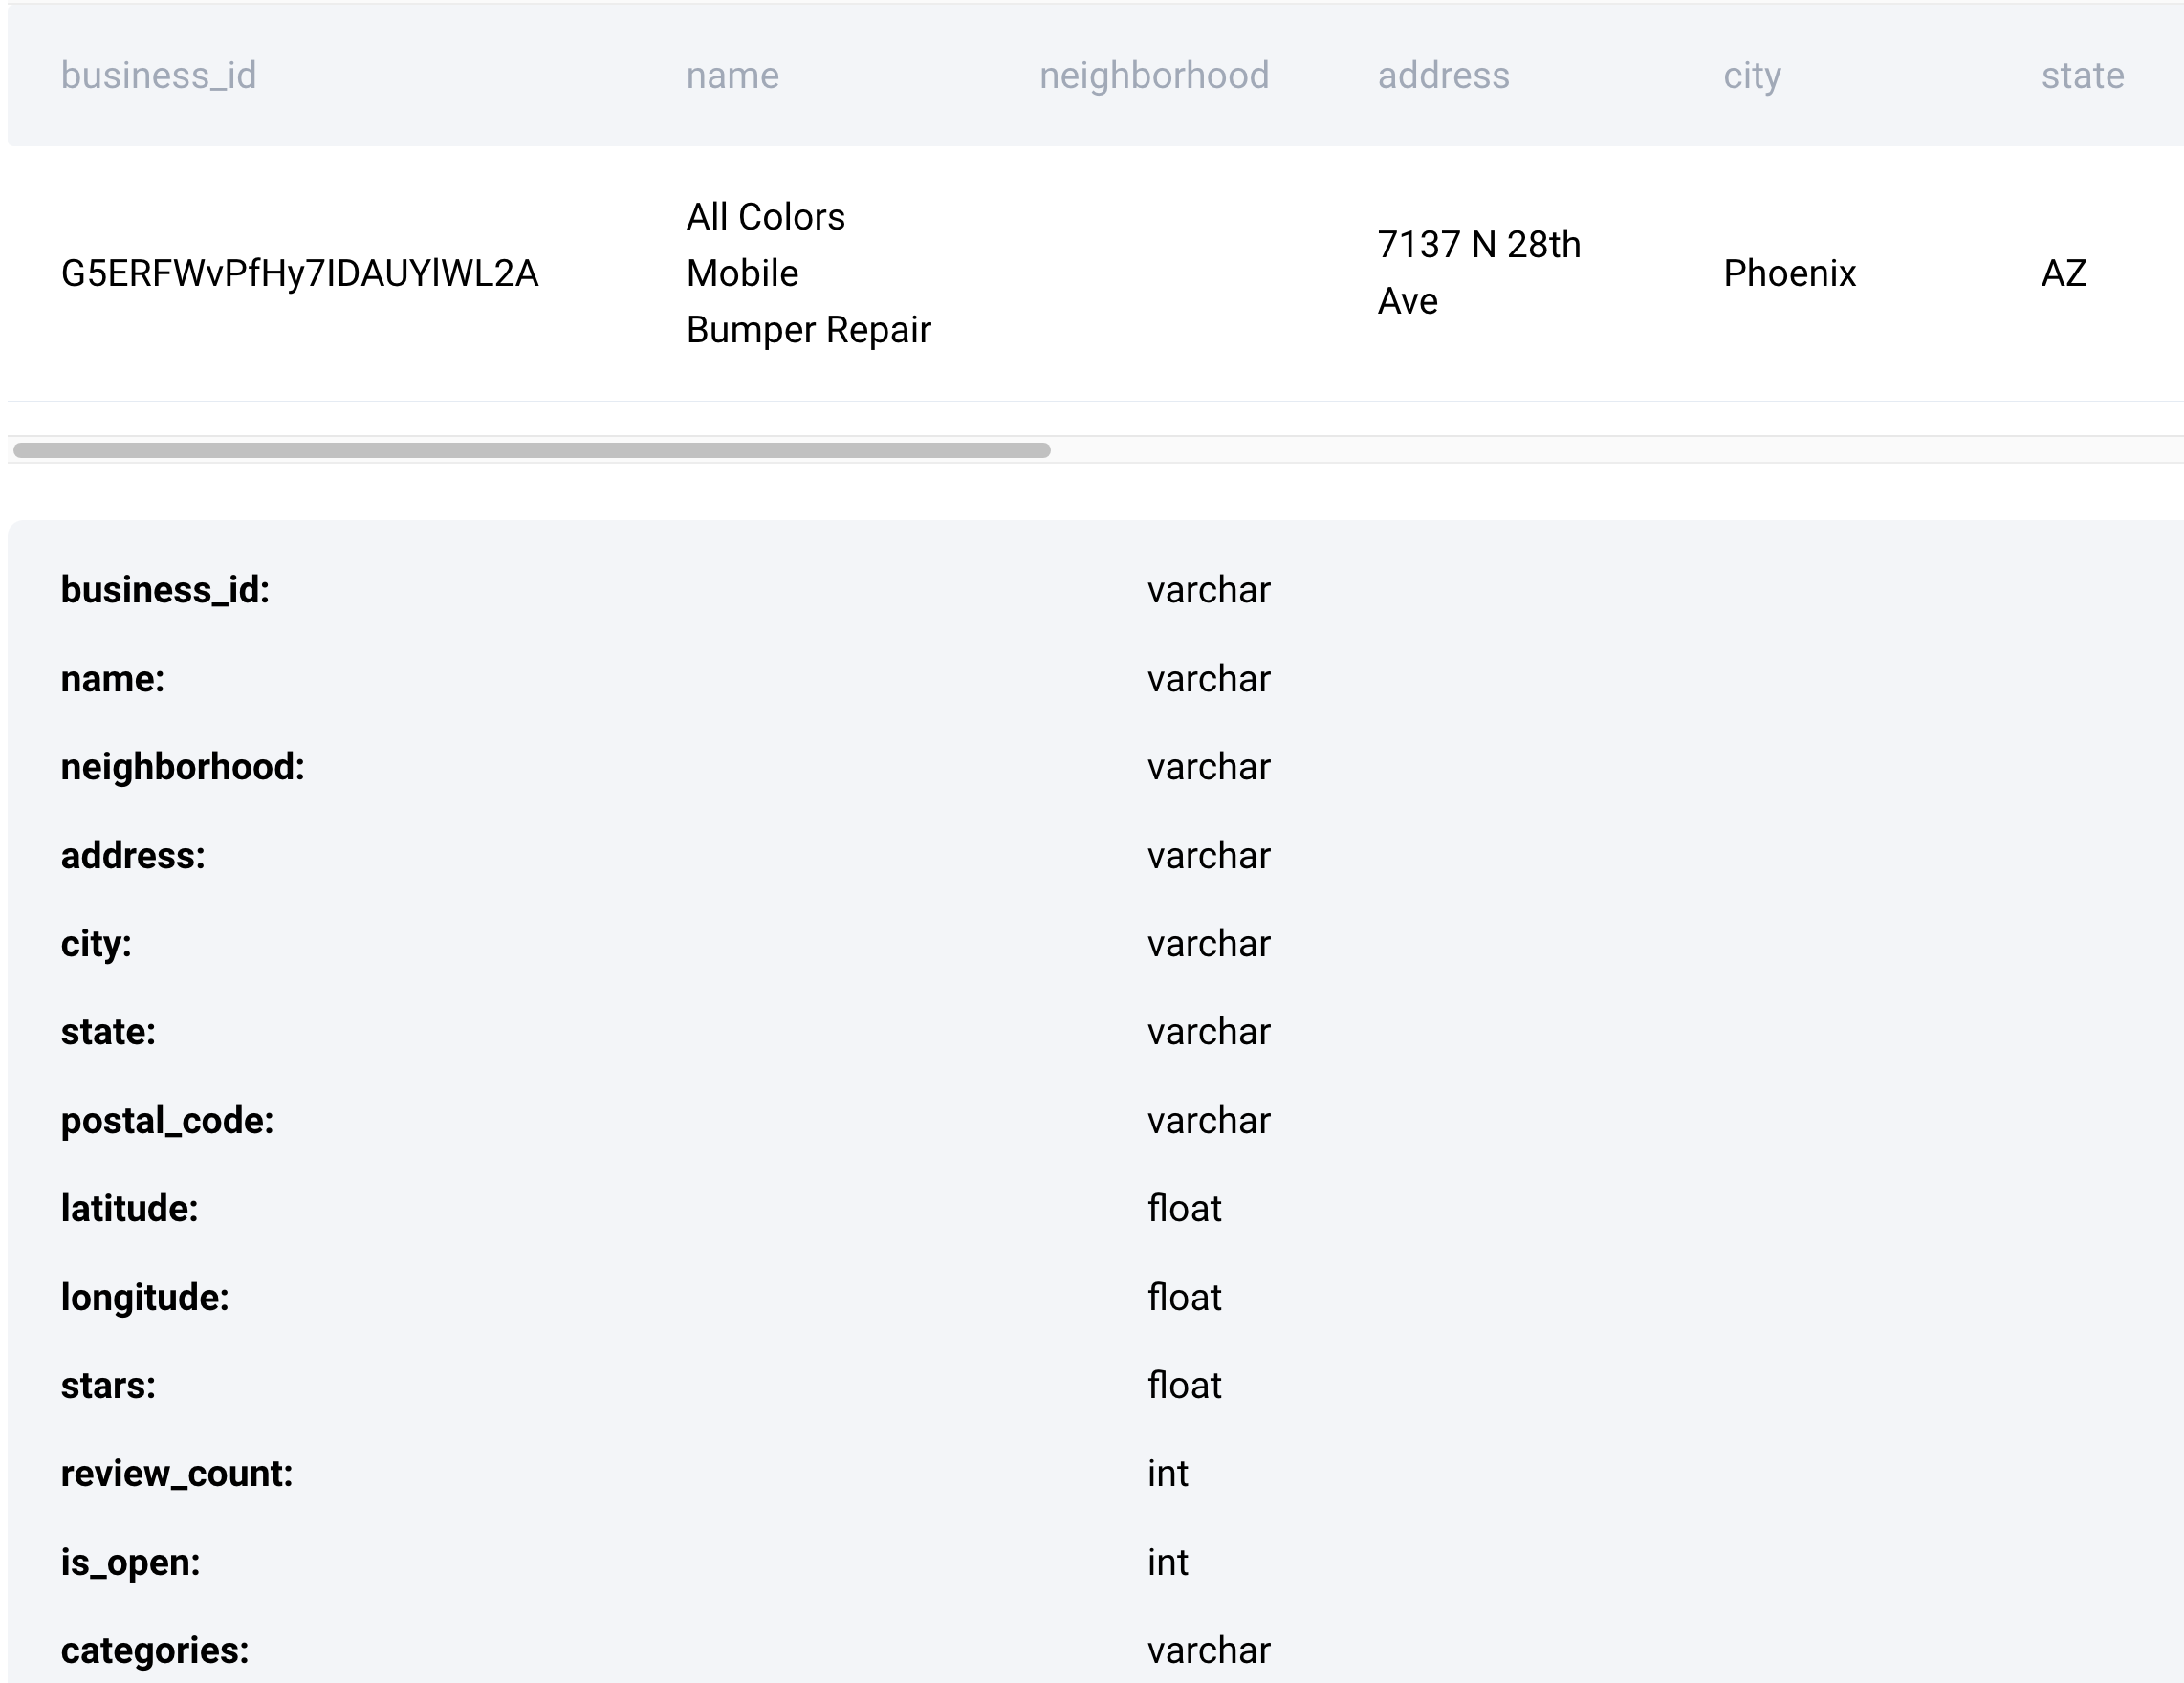 business_id name neighborhood address city state
G5ERFWvPfHy7IDAUYlWL2A All Colors Mobile Bumper Repair 7137 N 28th Ave Phoenix AZ
business_id: varchar
name: varchar
neighborhood: varchar
address: varchar
city: varchar
state: varchar
postal_code: varchar
latitude: float
longitude: float
stars: float
review_count: int
is_open: int
categories: varchar